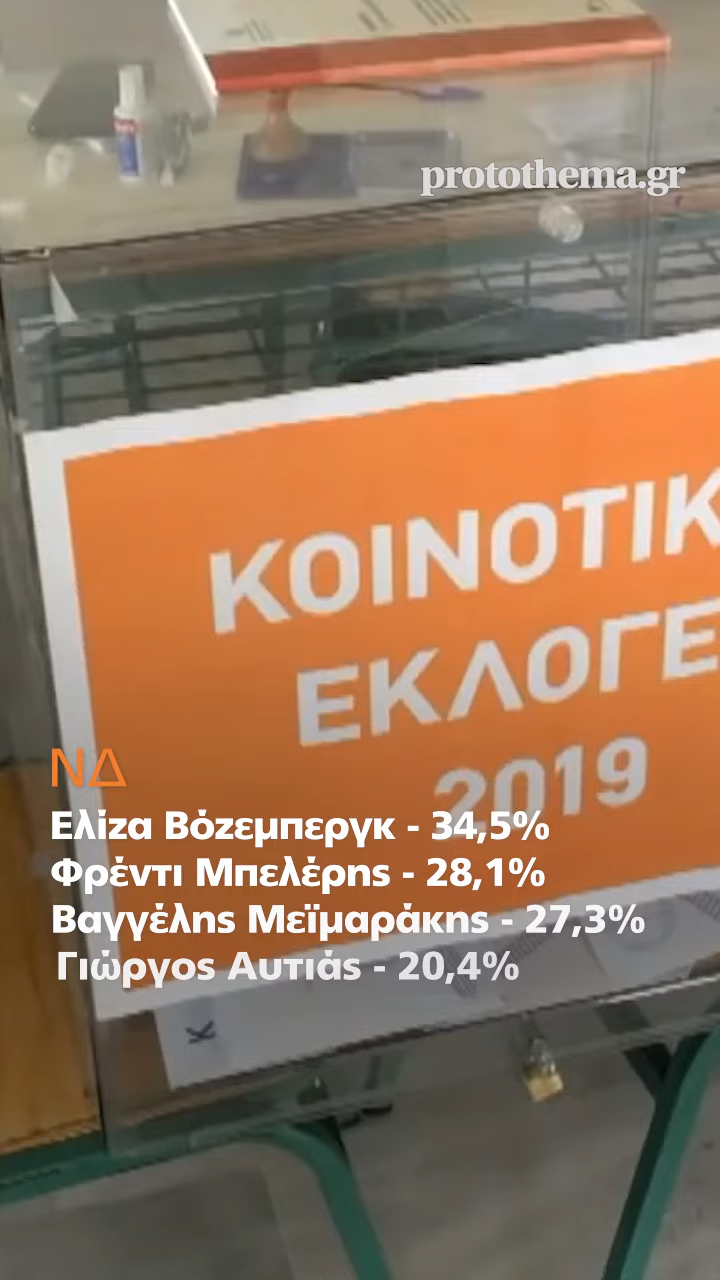 protothema.gr
ΚΟΙΝΟΤΙΚ
ΕΚΛΟΓΕ
2019
ΝΔ
Ελίζα Βόζεμπεργκ - 34,5%
Φρέντι Μπελέρης - 28,1%
Βαγγέλης Μεϊμαράκης - 27,3%
Γιώργος Αυτιάς - 20,4%
Κ